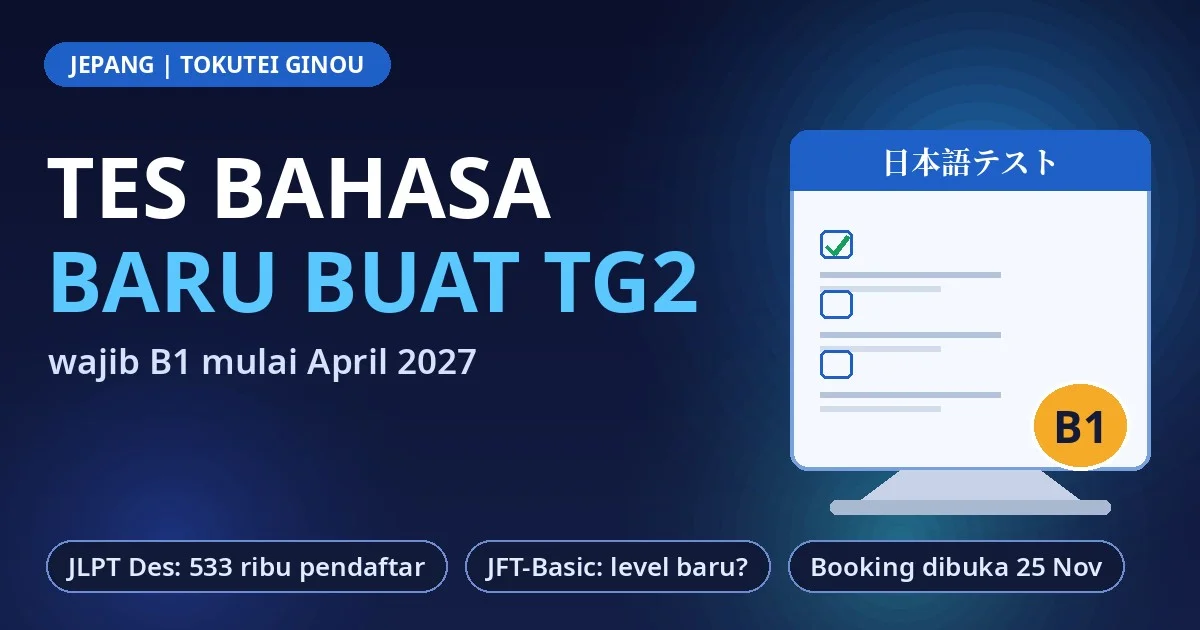 JEPANG | TOKUTEI GINOU
TES BAHASA
BARU BUAT TG2
wajib B1 mulai April 2027
日本語テスト
B1
JLPT Des: 533 ribu pendaftar
JFT-Basic: level baru?
Booking dibuka 25 Nov